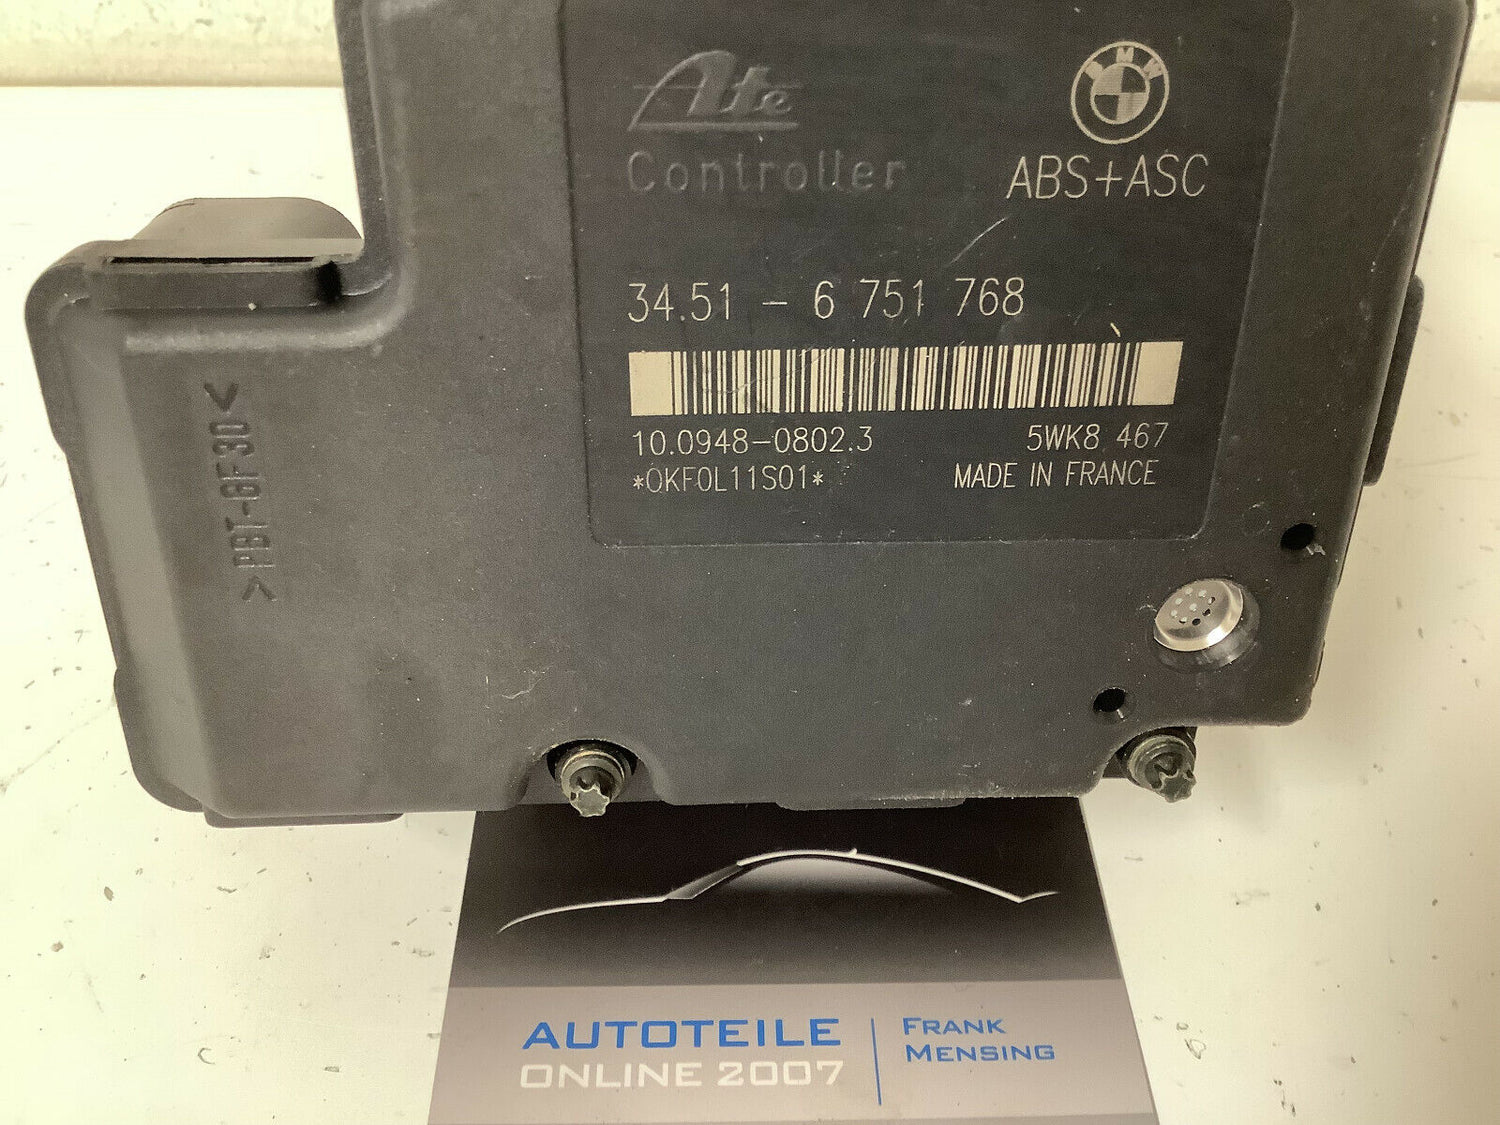 Ate
BMW
Controller
ABS+ASC
34.51 - 6 751 768
10.0948-0802.3
5WK8 467
*0KF0L11S01*
MADE IN FRANCE
>PBT-GF30<
AUTOTEILE
ONLINE 2007
FRANK
MENSING